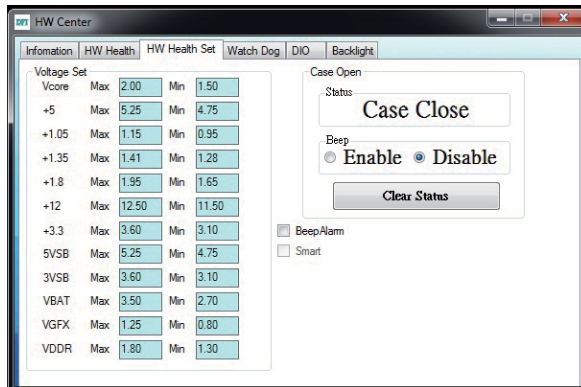 DFI HW Center
Infomation HW Health HW Health Set Watch Dog DIO Backlight
Voltage Set
Vcore Max 2.00 Min 1.50
+5 Max 5.25 Min 4.75
+1.05 Max 1.15 Min 0.95
+1.35 Max 1.41 Min 1.28
+1.8 Max 1.95 Min 1.65
+12 Max 12.50 Min 11.50
+3.3 Max 3.60 Min 3.10
5VSB Max 5.25 Min 4.75
3VSB Max 3.60 Min 3.10
VBAT Max 3.50 Min 2.70
VGFX Max 1.25 Min 0.80
VDDR Max 1.80 Min 1.30
Case Open
Status
Case Close
Beep
Enable Disable
Clear Status
BeepAlarm
Smart